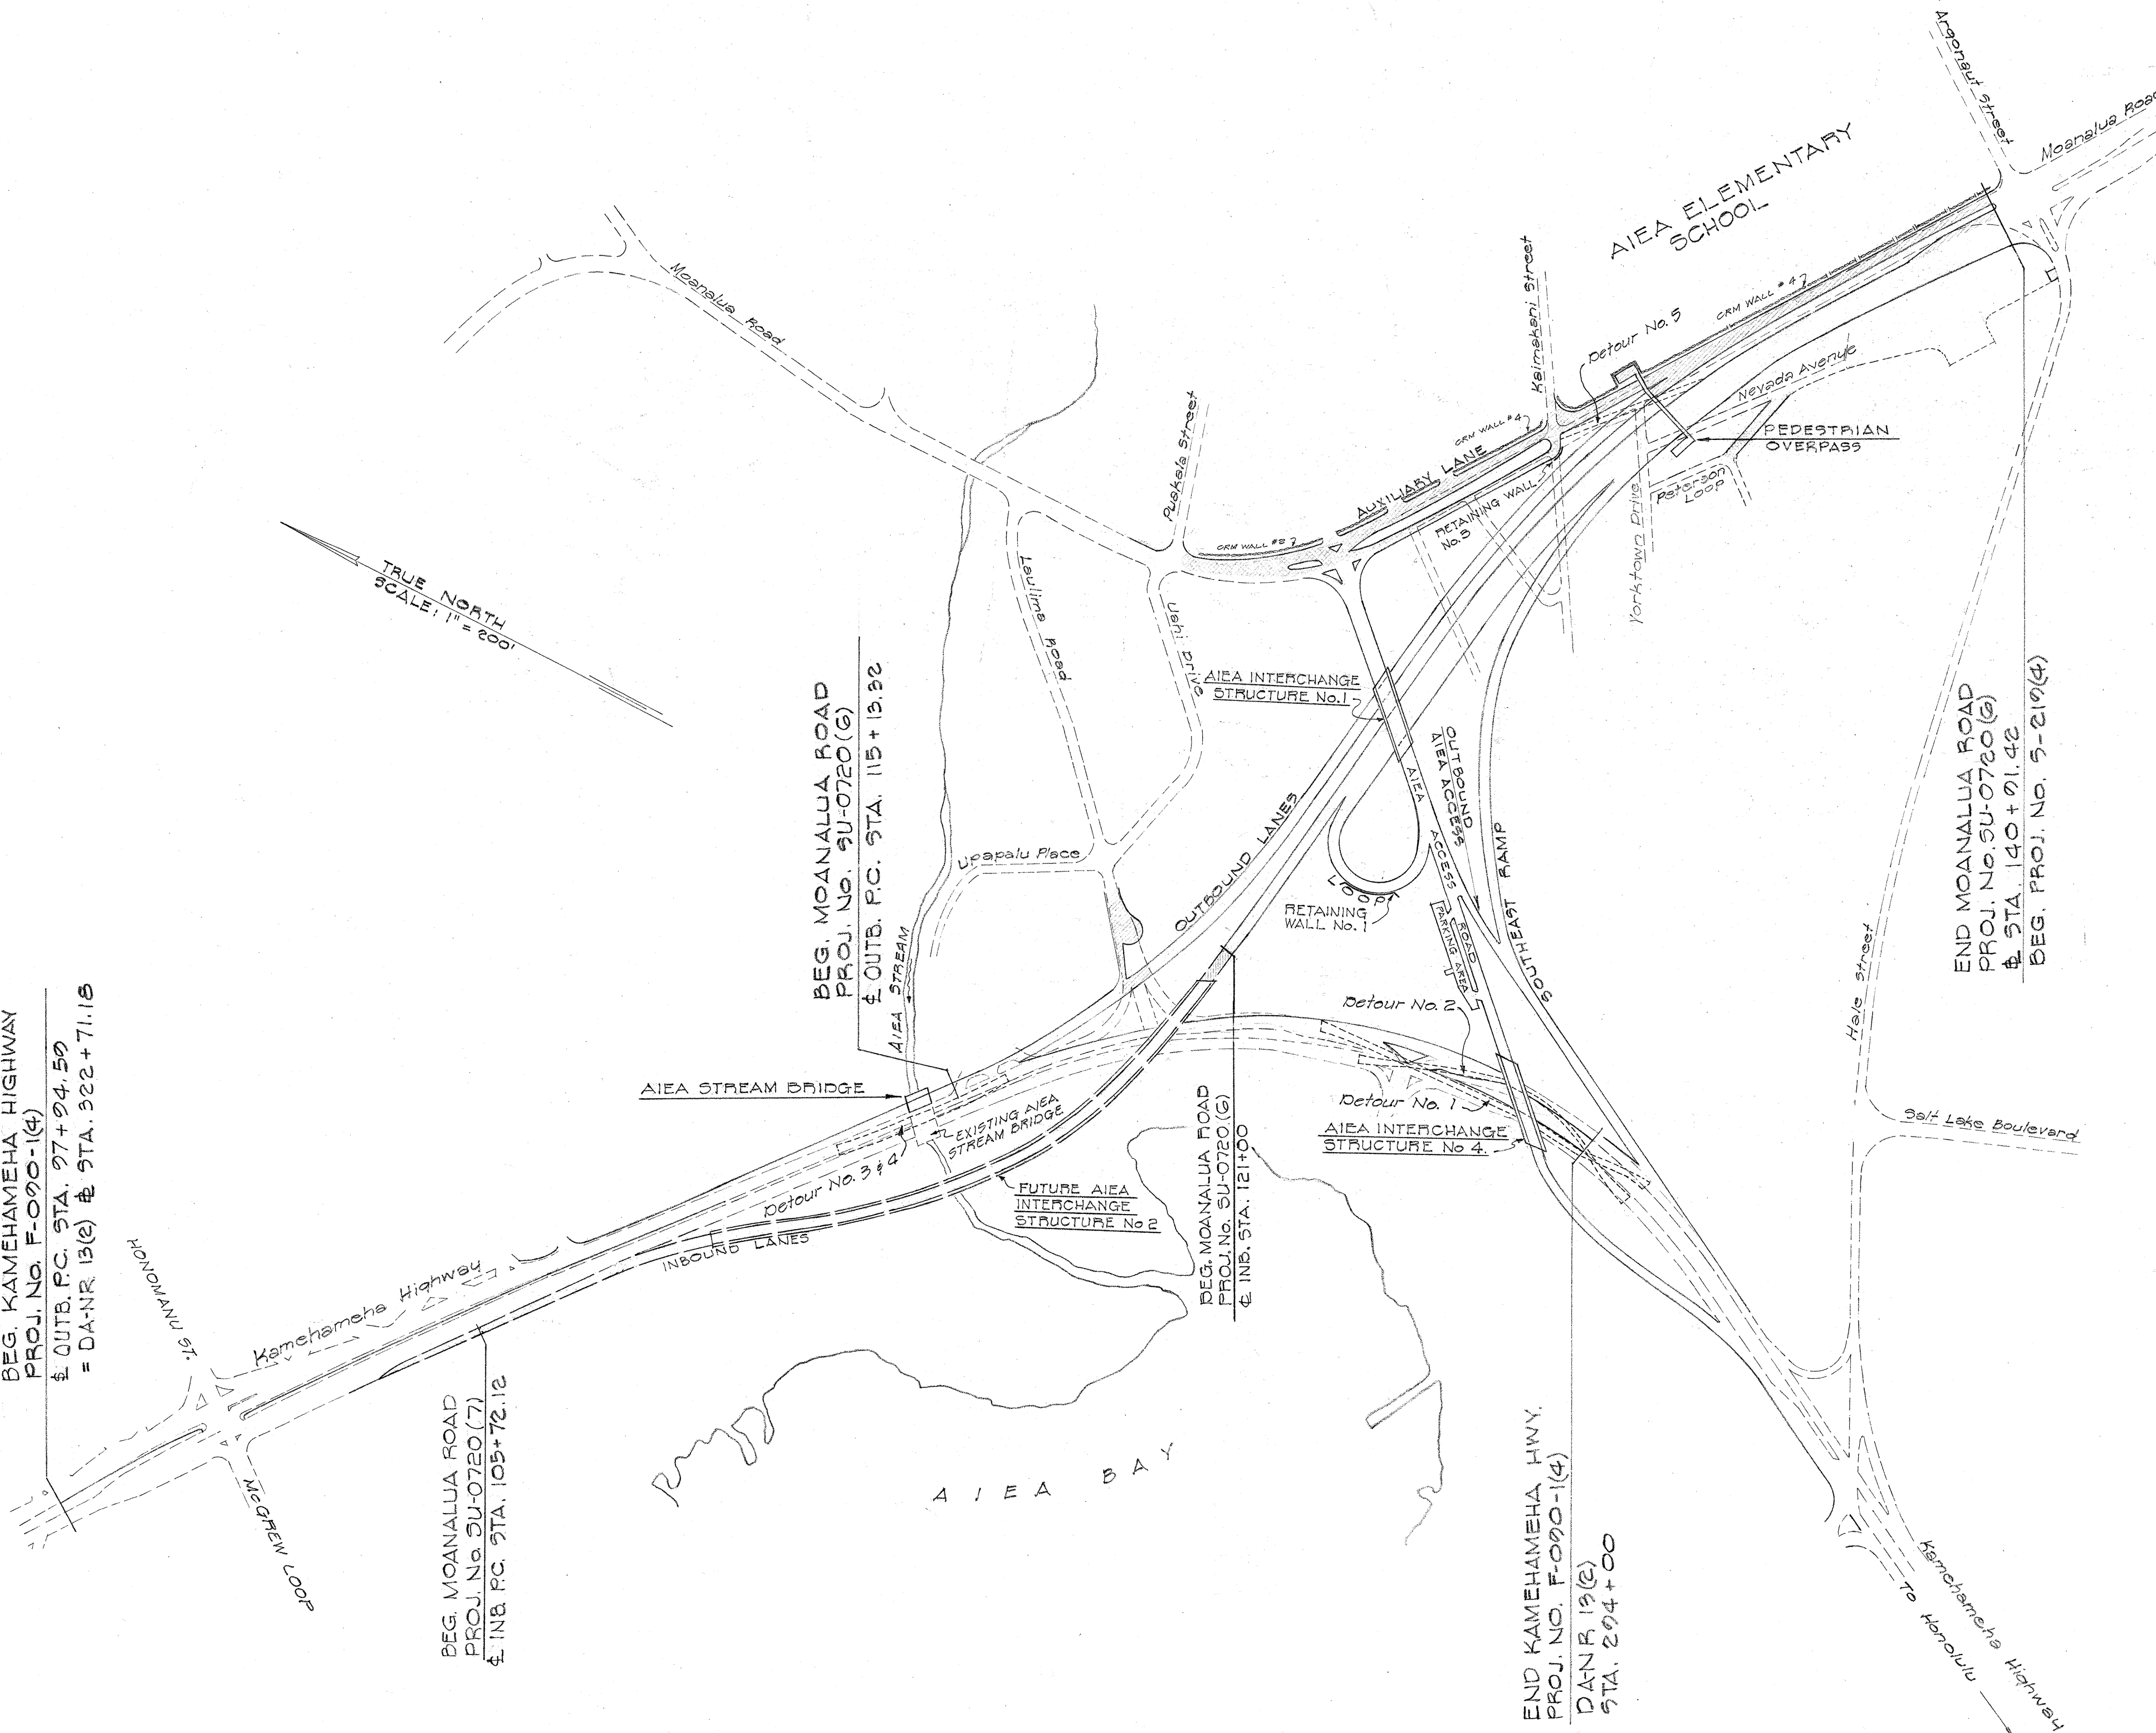 Argonaut Street
Moanalua Road
AIEA ELEMENTARY
SCHOOL
Kaimakani Street
Moanalua Road
CRM WALL #4
Detour No. 5
Nevada Avenue
PEDESTRIAN
OVERPASS
Peterson
LOOP
Yorktown Drive
CRM WALL #4
AUXILIARY LANE
RETAINING WALL
No. 3
Puakala Street
CRM WALL #2
Laulima Road
Uahi Drive
TRUE NORTH
SCALE: 1" = 200'
AIEA INTERCHANGE
STRUCTURE No. 1
OUTBOUND
AIEA ACCESS
AIEA ACCESS ROAD
PARKING AREA
SOUTHEAST RAMP
LOOP
RETAINING
WALL No. 1
OUTBOUND LANES
Upapalu Place
BEG. MOANALUA ROAD
PROJ. No. SU-0720(6)
℄ OUTB. P.C. STA. 115+13.32
AIEA STREAM
AIEA STREAM BRIDGE
EXISTING AIEA
STREAM BRIDGE
Detour No. 3 & 4
FUTURE AIEA
INTERCHANGE
STRUCTURE No 2
INBOUND LANES
Detour No. 2
Detour No. 1
AIEA INTERCHANGE
STRUCTURE No 4
BEG. MOANALUA ROAD
PROJ. No. SU-0720(6)
℄ INB. STA. 121+00
END MOANALUA ROAD
PROJ. No. SU-0720(6)
℄ STA. 140+91.42
BEG. PROJ. No. S-219(4)
Hale Street
Salt Lake Boulevard
BEG. KAMEHAMEHA HIGHWAY
PROJ. No. F-090-1(4)
℄ OUTB. P.C. STA. 97+94.59
= DA-NR 13(2) ℄ STA. 322+71.18
HONOMANU ST.
Kamehameha Highway
McGREW LOOP
BEG. MOANALUA ROAD
PROJ. No. SU-0720(7)
℄ INB. P.C. STA. 105+72.12
AIEA BAY
END KAMEHAMEHA HWY.
PROJ. NO. F-090-1(4)
DA-NR 13(2)
STA. 294+00
Kamehameha Highway
To Honolulu